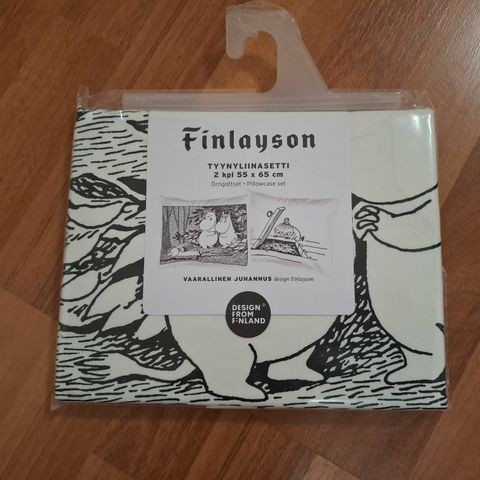 Finlayson
TYYNYLIINASETTI
2 kpl 55 x 65 cm
Örngottset • Pillowcase set
VAARALLINEN JUHANNUS design Finlayson
DESIGN
FROM
FINLAND